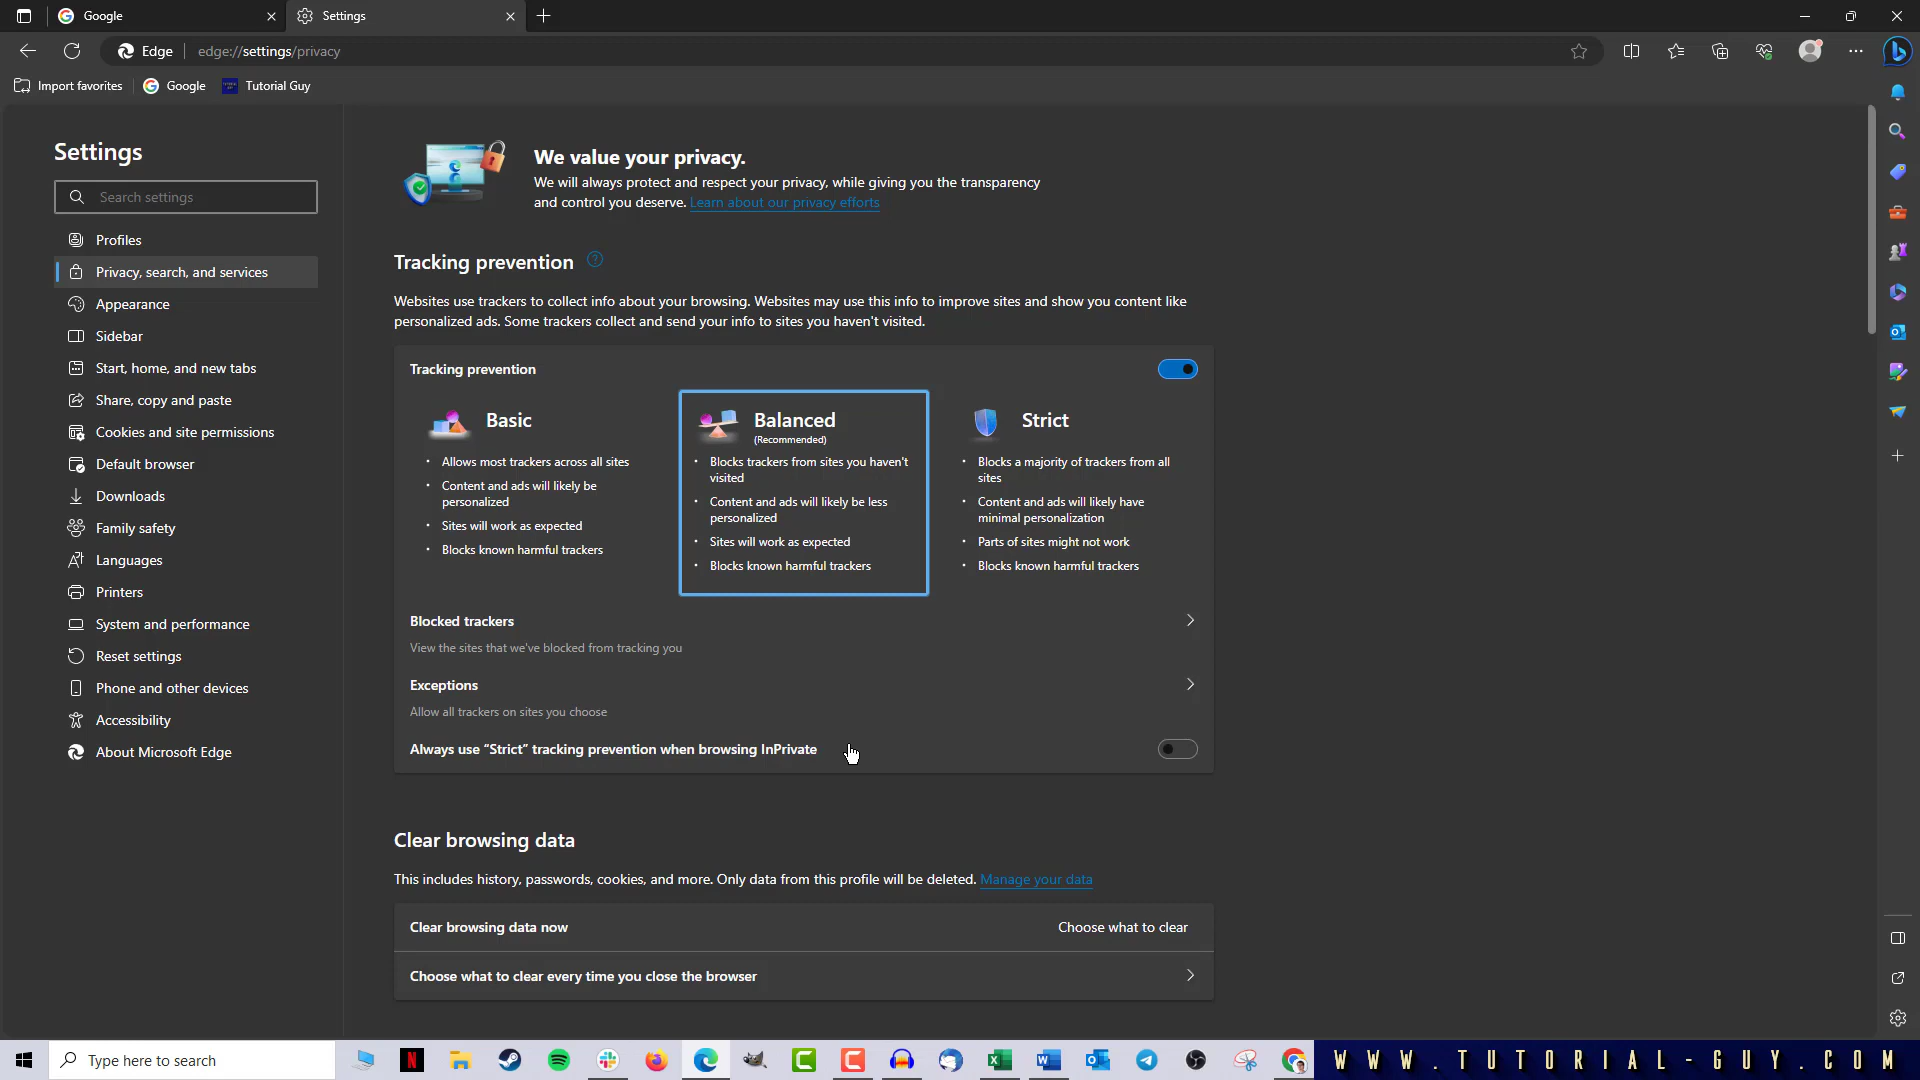 Google
Settings
Edge
edge://settings/privacy
Import favorites
Google
Tutorial Guy
Settings
Search settings
Profiles
Privacy, search, and services
Appearance
Sidebar
Start, home, and new tabs
Share, copy and paste
Cookies and site permissions
Default browser
Downloads
Family safety
Languages
Printers
System and performance
Reset settings
Phone and other devices
Accessibility
About Microsoft Edge
We value your privacy.
We will always protect and respect your privacy, while giving you the transparency
and control you deserve. Learn about our privacy efforts
Tracking prevention
Websites use trackers to collect info about your browsing. Websites may use this info to improve sites and show you content like
personalized ads. Some trackers collect and send your info to sites you haven't visited.
Tracking prevention
Basic
• Allows most trackers across all sites
• Content and ads will likely be
personalized
• Sites will work as expected
• Blocks known harmful trackers
Balanced
(Recommended)
• Blocks trackers from sites you haven't
visited
• Content and ads will likely be less
personalized
• Sites will work as expected
• Blocks known harmful trackers
Strict
• Blocks a majority of trackers from all
sites
• Content and ads will likely have
minimal personalization
• Parts of sites might not work
• Blocks known harmful trackers
Blocked trackers
View the sites that we've blocked from tracking you
Exceptions
Allow all trackers on sites you choose
Always use “Strict” tracking prevention when browsing InPrivate
Clear browsing data
This includes history, passwords, cookies, and more. Only data from this profile will be deleted. Manage your data
Clear browsing data now
Choose what to clear
Choose what to clear every time you close the browser
Type here to search
WWW.TUTORIAL-GUY.COM